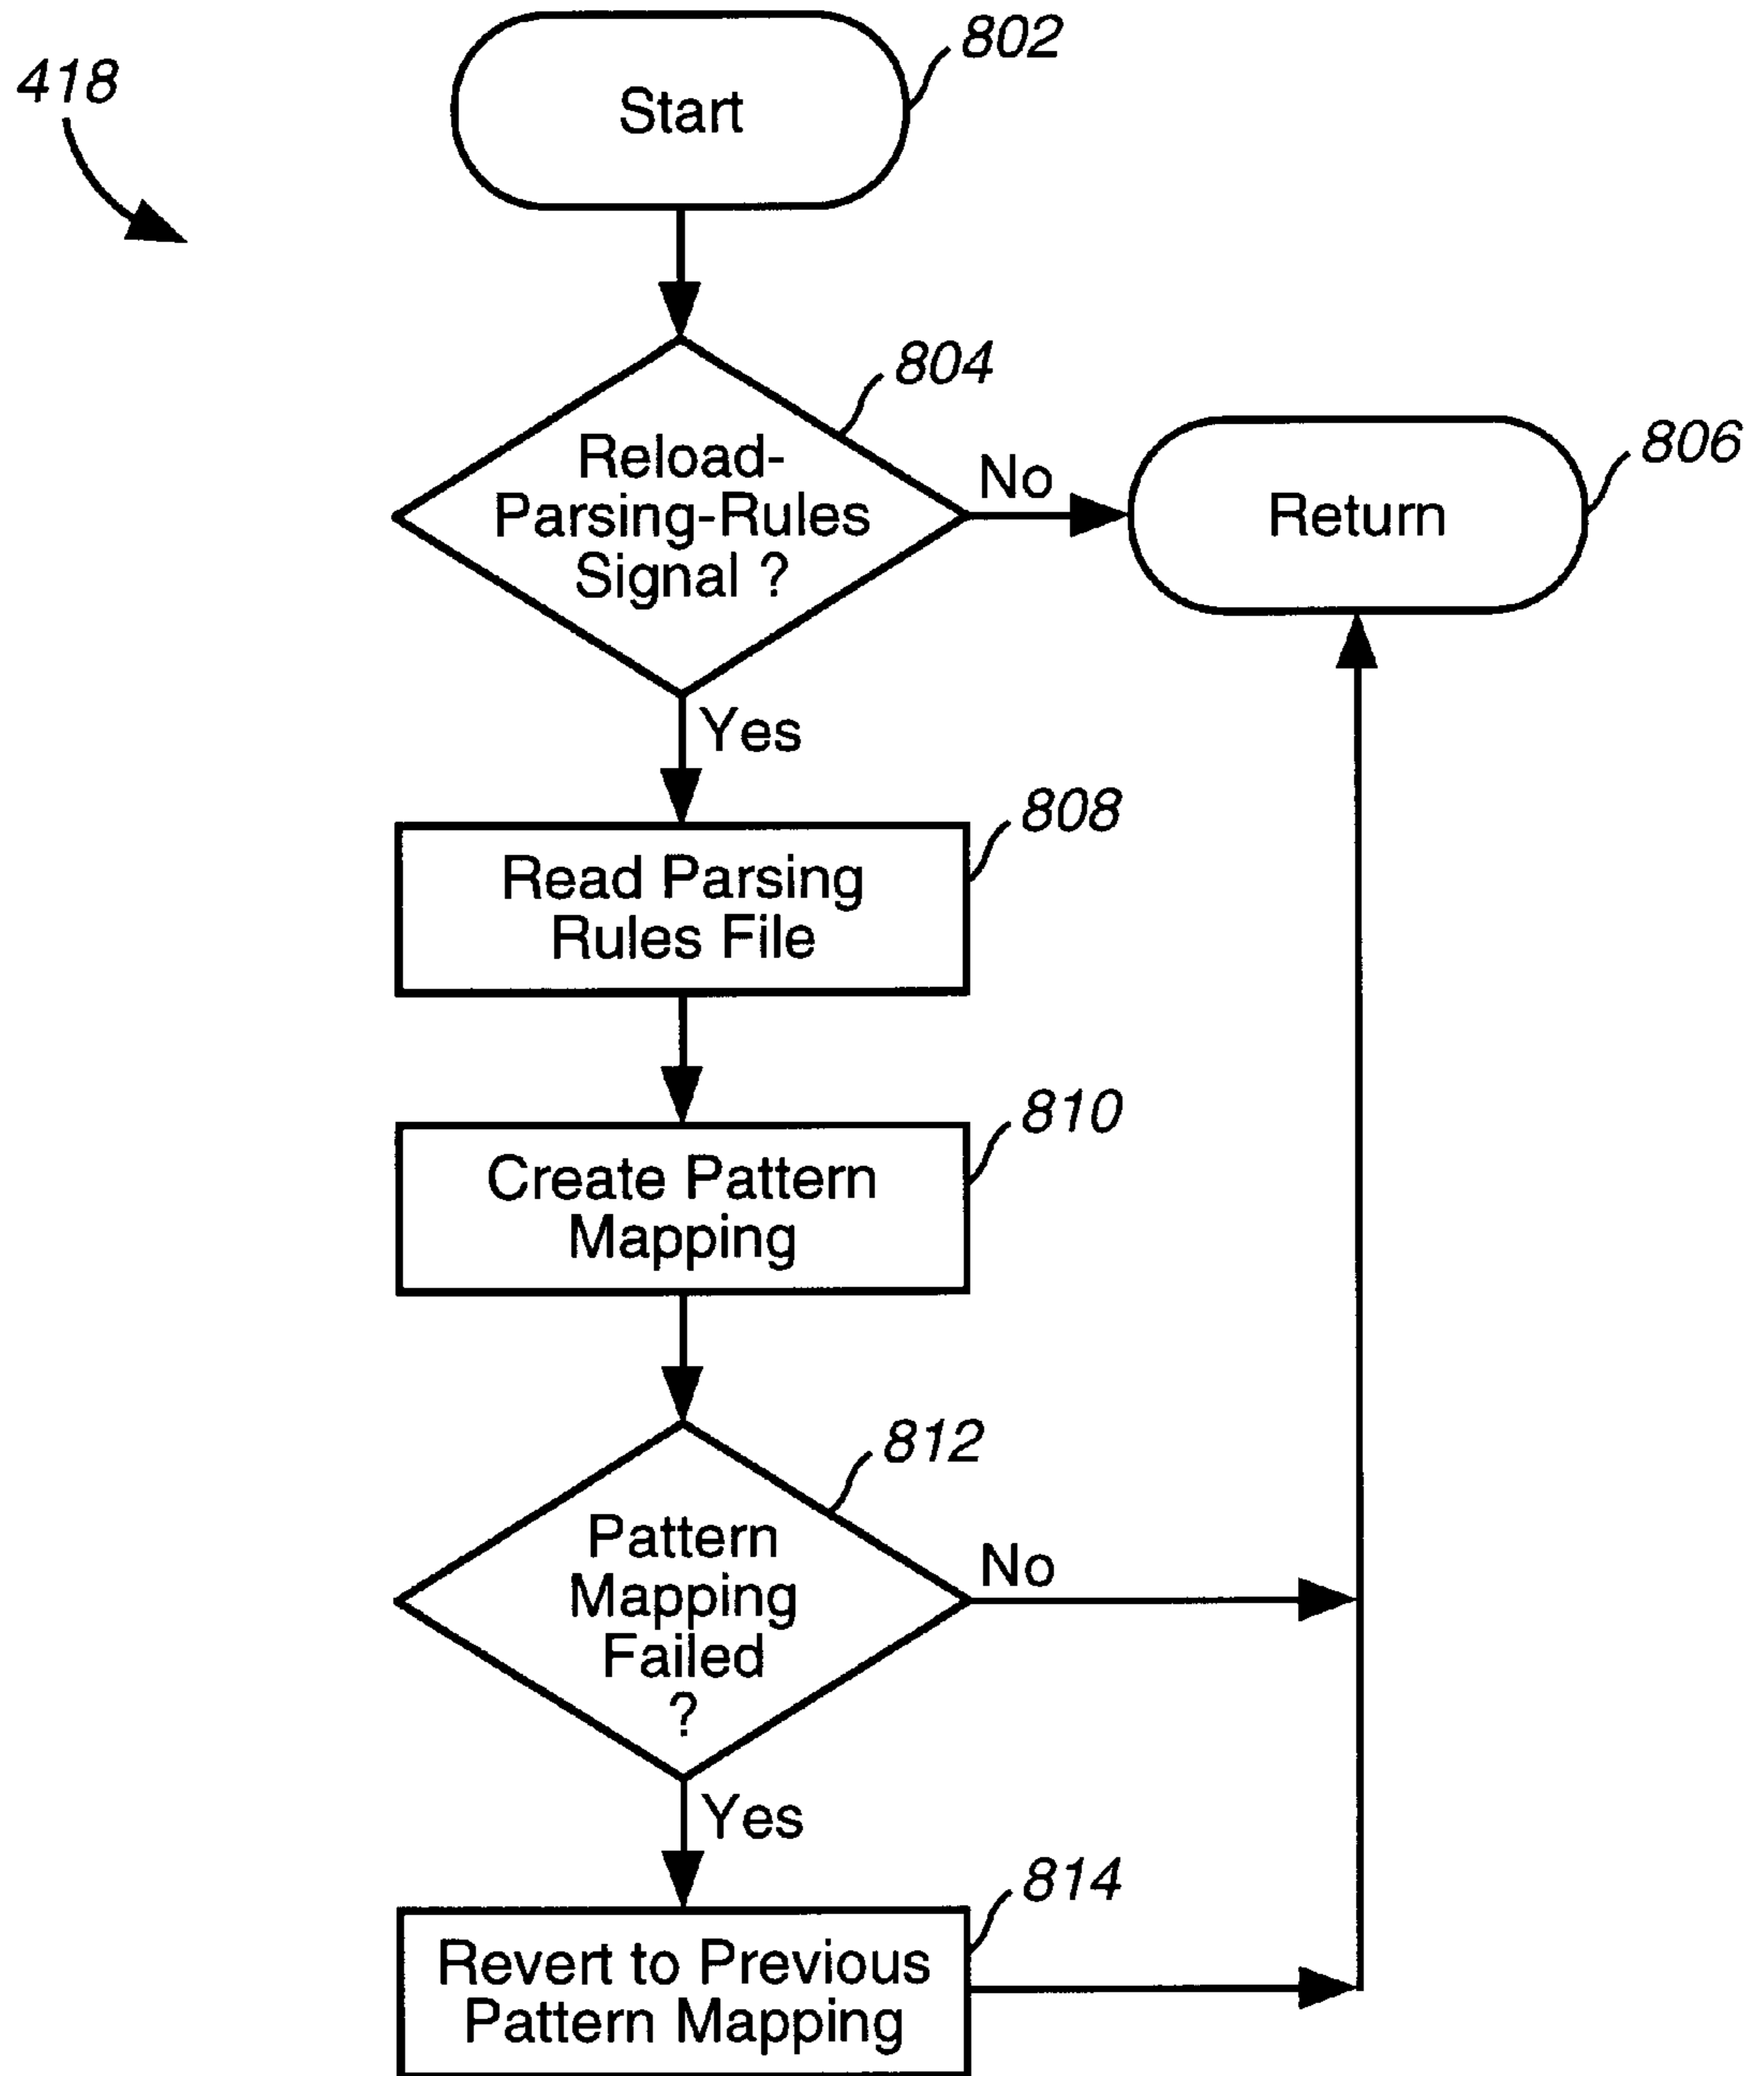 418
802
Start
804
Reload-
Parsing-Rules
Signal ?
No
806
Return
Yes
808
Read Parsing
Rules File
810
Create Pattern
Mapping
812
Pattern
Mapping
Failed
?
No
Yes
814
Revert to Previous
Pattern Mapping